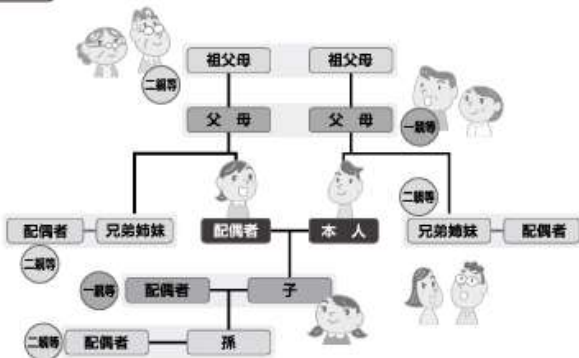 祖父母 祖父母
二親等
父母 父母
一親等
二親等
配偶者 兄弟姉妹 配偶者 本人 兄弟姉妹 配偶者
二親等
一親等 配偶者 子
二親等 配偶者 孫